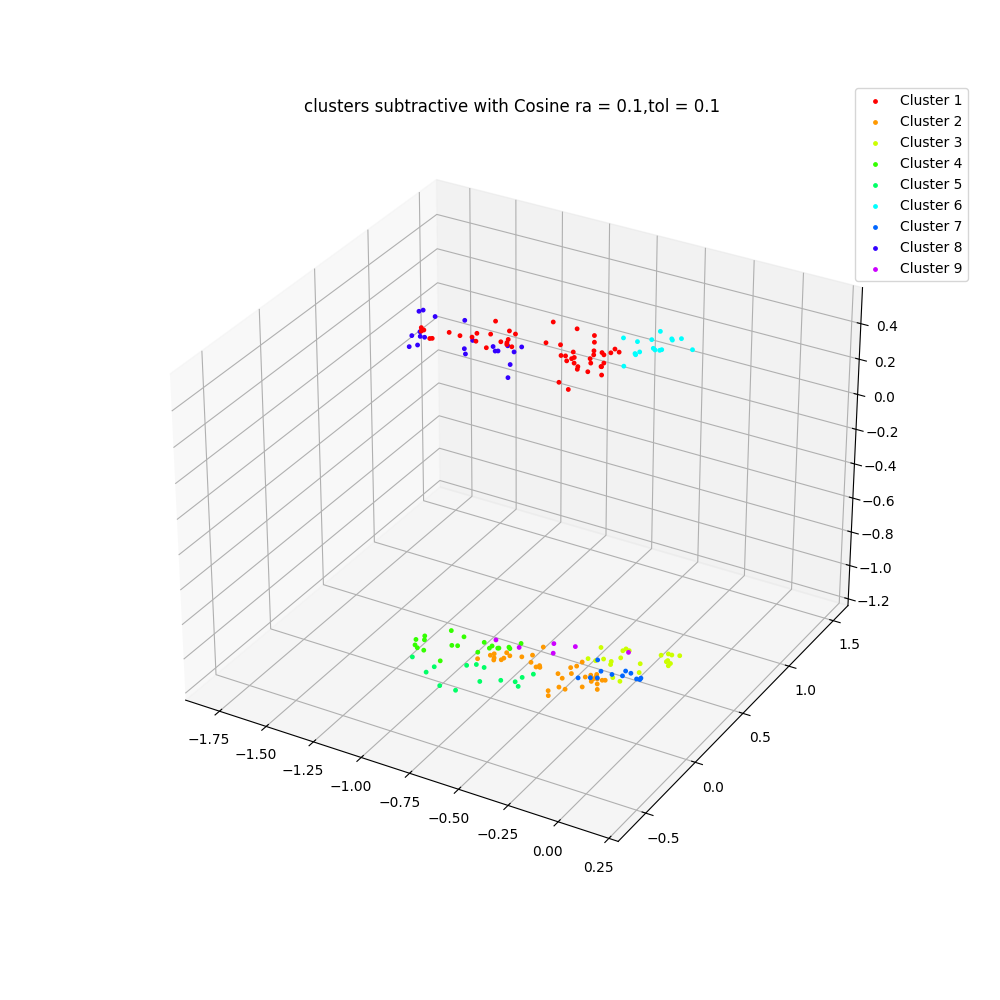 clusters subtractive with Cosine ra = 0.1,tol = 0.1
Cluster 1
Cluster 2
Cluster 3
Cluster 4
Cluster 5
Cluster 6
Cluster 7
Cluster 8
Cluster 9
0.4
0.2
0.0
−0.2
−0.4
−0.6
−0.8
−1.0
−1.2
1.5
1.0
0.5
0.0
−0.5
−1.75
−1.50
−1.25
−1.00
−0.75
−0.50
−0.25
0.00
0.25